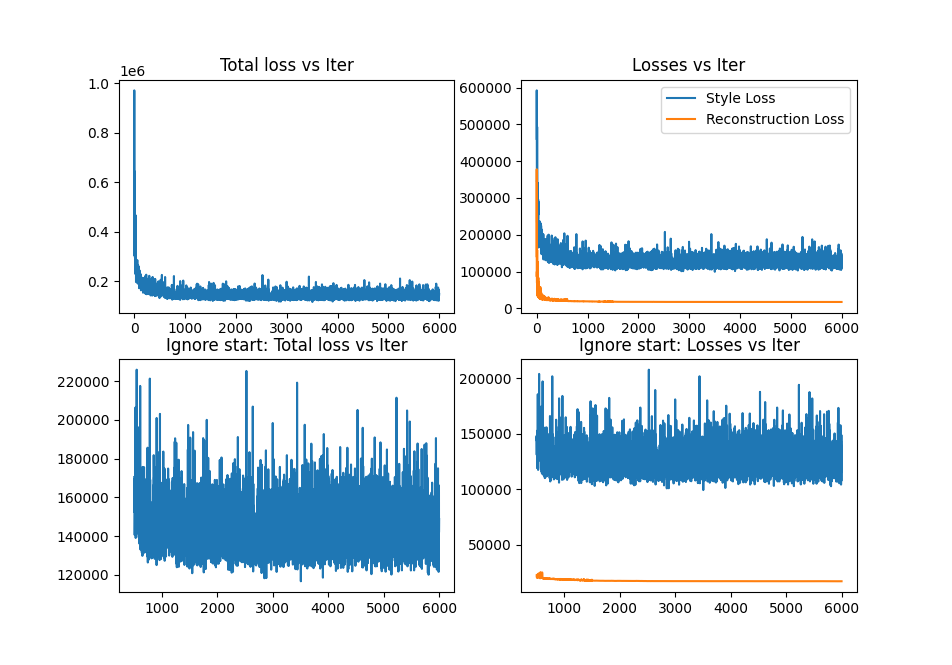 Total loss vs Iter
1e6
1.0
0.8
0.6
0.4
0.2
0 1000 2000 3000 4000 5000 6000
Losses vs Iter
Style Loss
Reconstruction Loss
600000
500000
400000
300000
200000
100000
0
0 1000 2000 3000 4000 5000 6000
Ignore start: Total loss vs Iter
220000
200000
180000
160000
140000
120000
1000 2000 3000 4000 5000 6000
Ignore start: Losses vs Iter
200000
150000
100000
50000
1000 2000 3000 4000 5000 6000